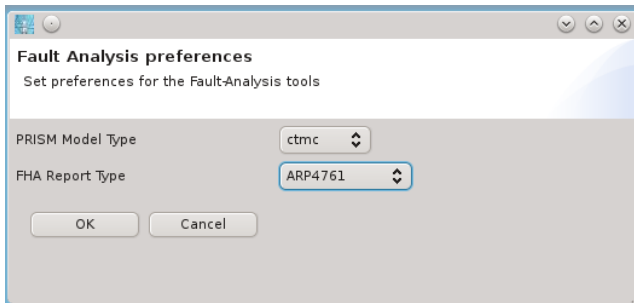 Fault Analysis preferences
Set preferences for the Fault-Analysis tools
PRISM Model Type ctmc
FHA Report Type ARP4761
OK Cancel